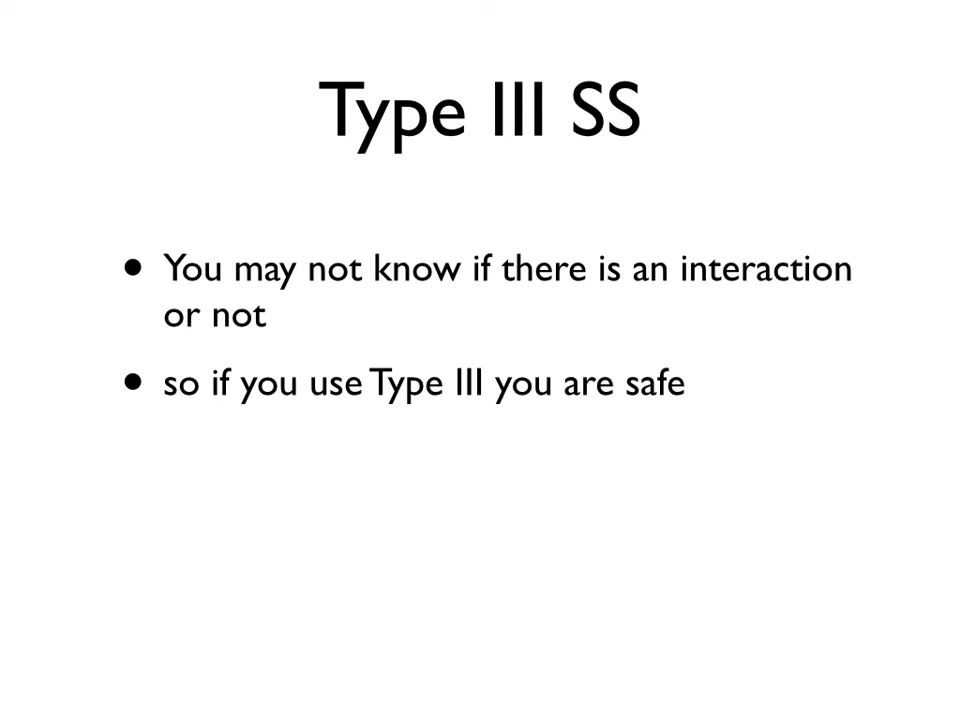 Type III SS
• You may not know if there is an interaction
or not
• so if you use Type III you are safe